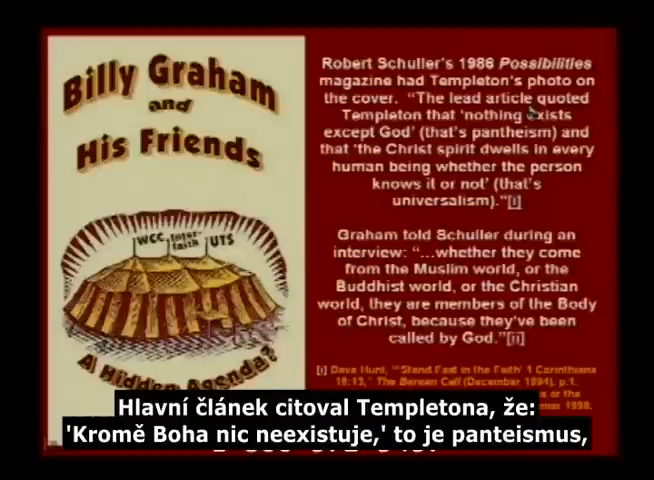 Billy Graham
and
His Friends
WCC
Inter-
faith
UTS
A Hidden Agenda?
Robert Schuller's 1986 Possibilities
magazine had Templeton's photo on
the cover. “The lead article quoted
Templeton that ‘nothing exists
except God’ (that's pantheism) and
that ‘the Christ spirit dwells in every
human being whether the person
knows it or not’ (that's
universalism).”[i]
Graham told Schuller during an
interview: “…whether they come
from the Muslim world, or the
Buddhist world, or the Christian
world, they are members of the Body
of Christ, because they've been
called by God.”[ii]
[i] Dave Hunt, “‘Stand Fast in the Faith’ 1 Corinthians
16:13,” The Berean Call (December 1994), p.1.
or the
1998.
Hlavní článek citoval Templetona, že:
'Kromě Boha nic neexistuje,' to je panteismus,